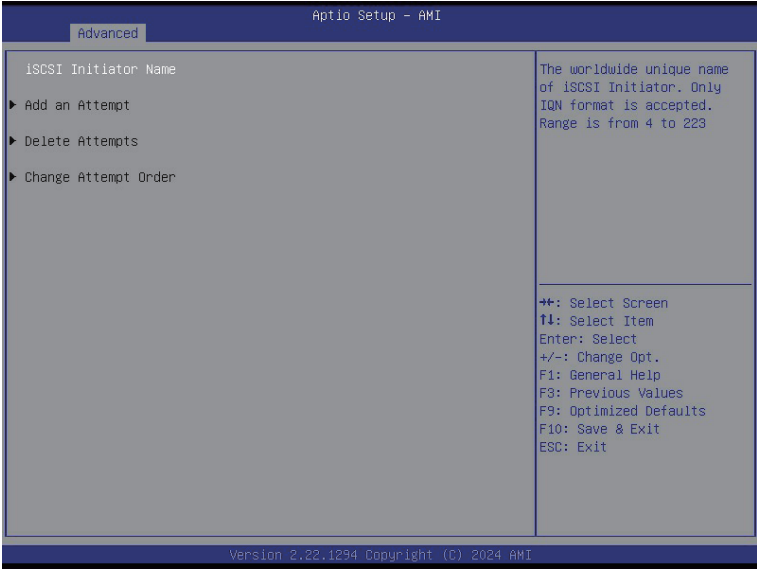 Aptio Setup – AMI
Advanced
iSCSI Initiator Name
▶ Add an Attempt
▶ Delete Attempts
▶ Change Attempt Order
The worldwide unique name
of iSCSI Initiator. Only
IQN format is accepted.
Range is from 4 to 223
→←: Select Screen
↑↓: Select Item
Enter: Select
+/-: Change Opt.
F1: General Help
F3: Previous Values
F9: Optimized Defaults
F10: Save & Exit
ESC: Exit
Version 2.22.1294 Copyright (C) 2024 AMI